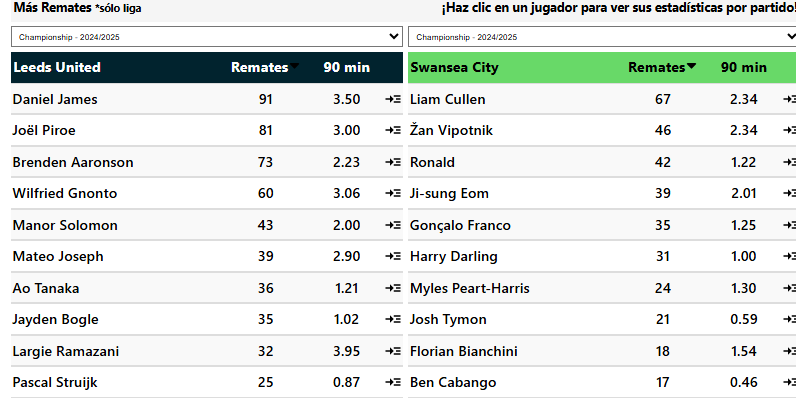 Más Remates *sólo liga ¡Haz clic en un jugador para ver sus estadísticas por partido!
Championship - 2024/2025 Championship - 2024/2025
Leeds United Remates 90 min Swansea City Remates 90 min
Daniel James 91 3.50 Liam Cullen 67 2.34
Joël Piroe 81 3.00 Žan Vipotnik 46 2.34
Brenden Aaronson 73 2.23 Ronald 42 1.22
Wilfried Gnonto 60 3.06 Ji-sung Eom 39 2.01
Manor Solomon 43 2.00 Gonçalo Franco 35 1.25
Mateo Joseph 39 2.90 Harry Darling 31 1.00
Ao Tanaka 36 1.21 Myles Peart-Harris 24 1.30
Jayden Bogle 35 1.02 Josh Tymon 21 0.59
Largie Ramazani 32 3.95 Florian Bianchini 18 1.54
Pascal Struijk 25 0.87 Ben Cabango 17 0.46